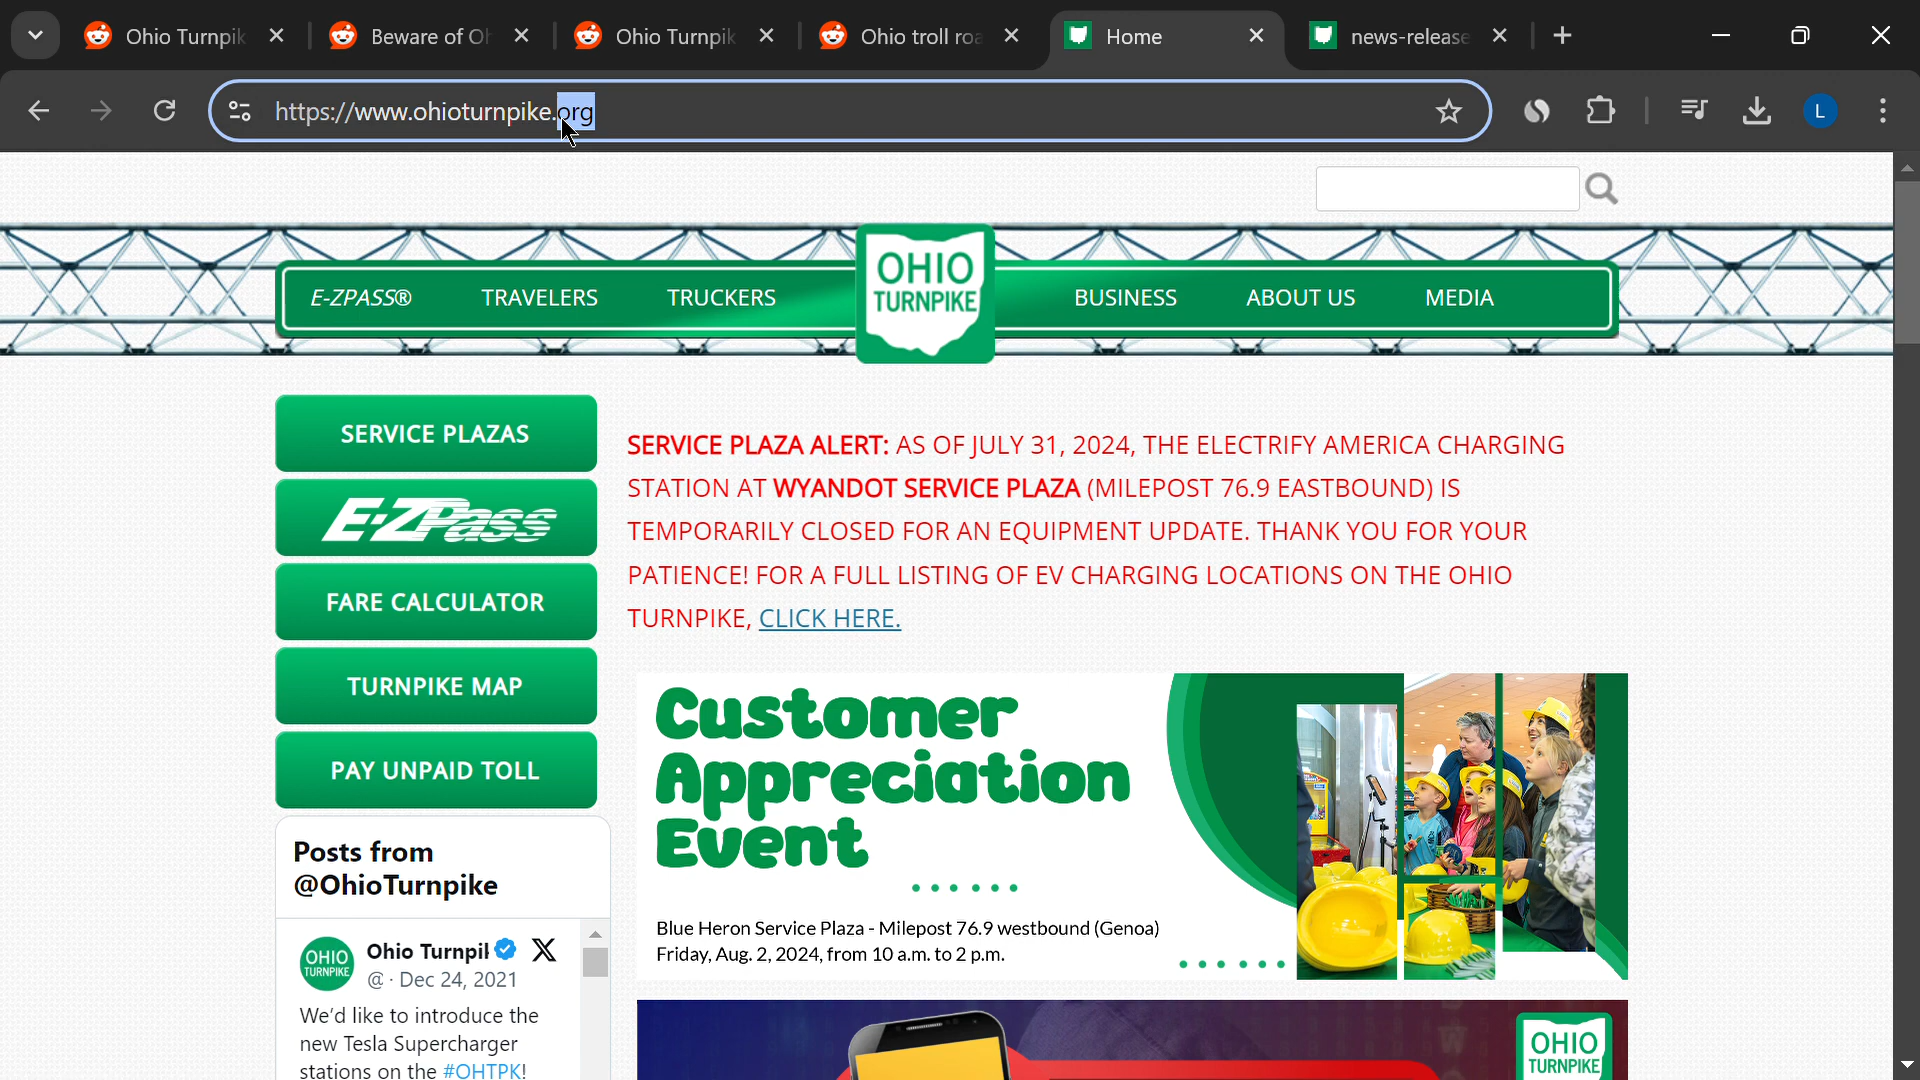 Ohio Turnpik
Beware of Oh
Ohio Turnpik
Ohio troll roa
Home
news-release
https://www.ohioturnpike.org
L
E-ZPASS®
TRAVELERS
TRUCKERS
OHIO
TURNPIKE
BUSINESS
ABOUT US
MEDIA
SERVICE PLAZAS
E-ZPass
FARE CALCULATOR
TURNPIKE MAP
PAY UNPAID TOLL
SERVICE PLAZA ALERT: AS OF JULY 31, 2024, THE ELECTRIFY AMERICA CHARGING
STATION AT WYANDOT SERVICE PLAZA (MILEPOST 76.9 EASTBOUND) IS
TEMPORARILY CLOSED FOR AN EQUIPMENT UPDATE. THANK YOU FOR YOUR
PATIENCE! FOR A FULL LISTING OF EV CHARGING LOCATIONS ON THE OHIO
TURNPIKE, CLICK HERE.
Customer
Appreciation
Event
Blue Heron Service Plaza - Milepost 76.9 westbound (Genoa)
Friday, Aug. 2, 2024, from 10 a.m. to 2 p.m.
Posts from
@OhioTurnpike
OHIO
TURNPIKE
Ohio Turnpil
@ · Dec 24, 2021
We'd like to introduce the
new Tesla Supercharger
stations on the #OHTPK!
OHIO
TURNPIKE